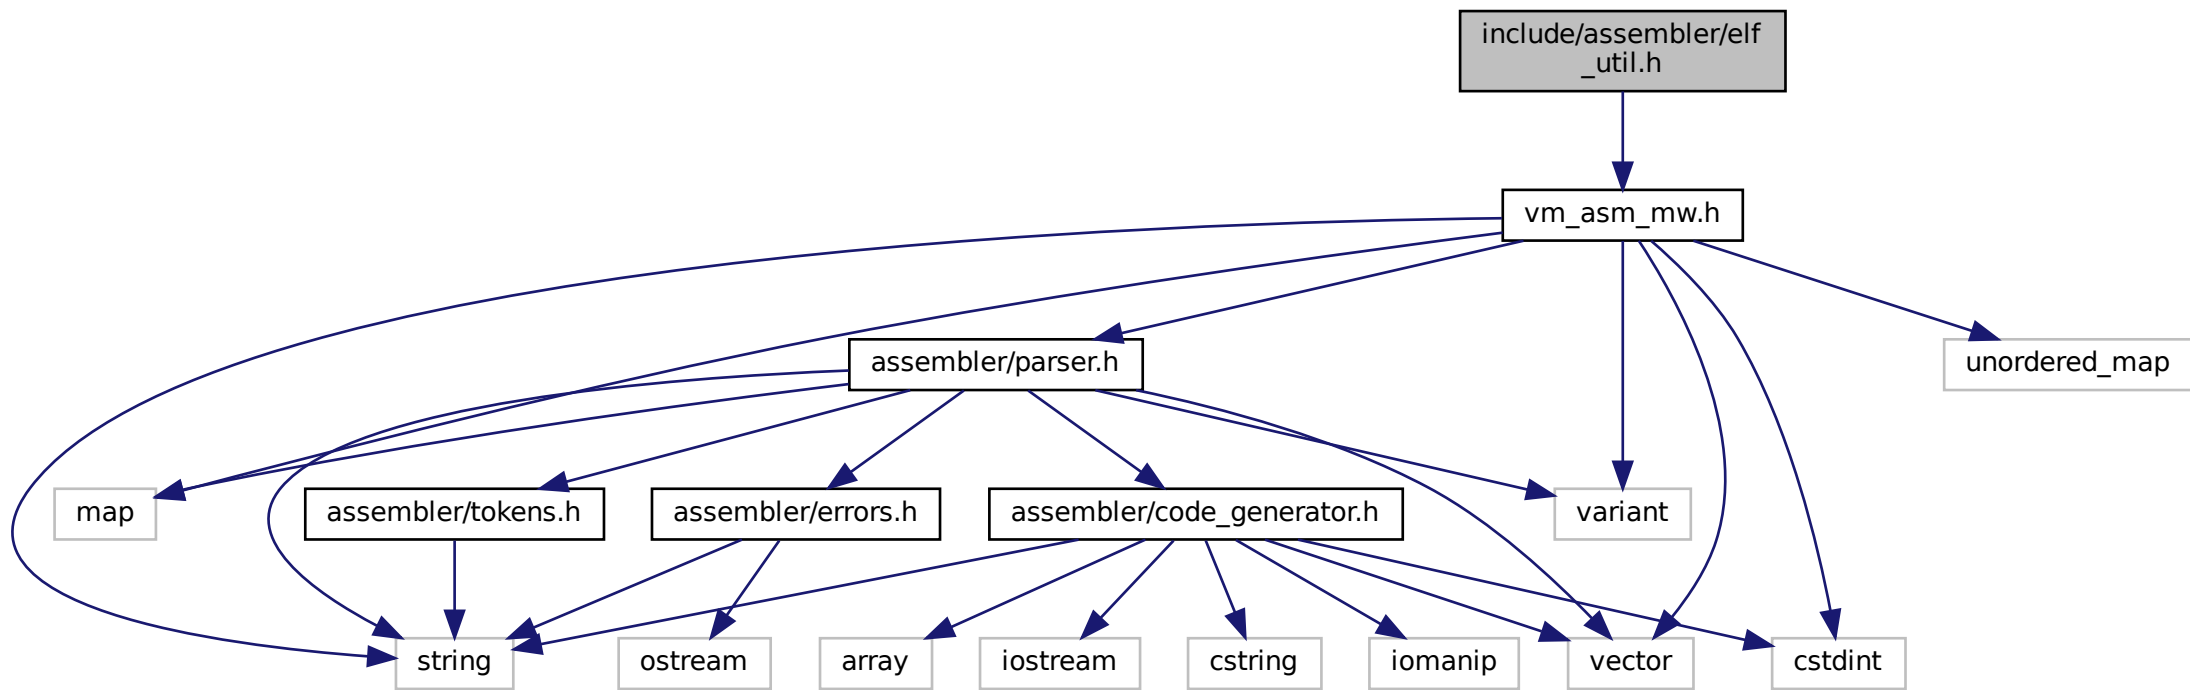 include/assembler/elf
_util.h
vm_asm_mw.h
assembler/parser.h
unordered_map
map
assembler/tokens.h
assembler/errors.h
assembler/code_generator.h
variant
string
ostream
array
iostream
cstring
iomanip
vector
cstdint